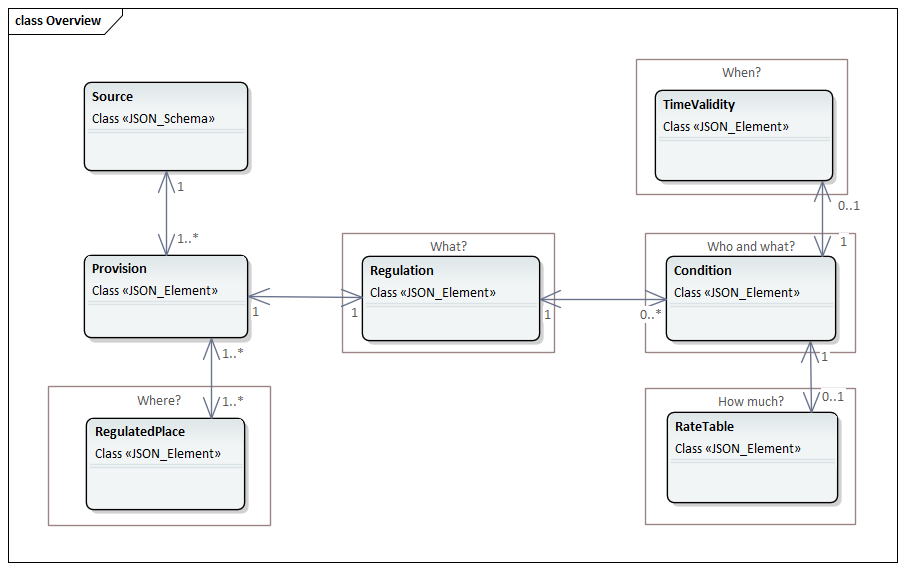 class Overview
When?
Source
Class «JSON_Schema»
TimeValidity
Class «JSON_Element»
1
0..1
1..*
1
What?
Who and what?
Provision
Class «JSON_Element»
Regulation
Class «JSON_Element»
Condition
Class «JSON_Element»
1
1
1
0..*
1..*
1
Where?
1..*
How much?
0..1
RegulatedPlace
Class «JSON_Element»
RateTable
Class «JSON_Element»